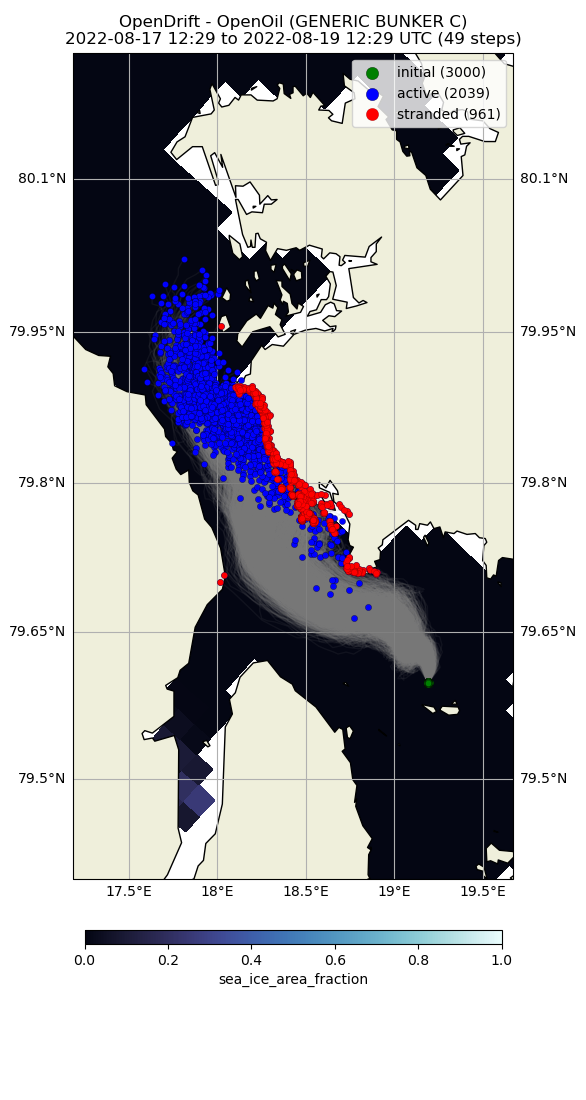 OpenDrift - OpenOil (GENERIC BUNKER C)
2022-08-17 12:29 to 2022-08-19 12:29 UTC (49 steps)
initial (3000)
active (2039)
stranded (961)
80.1°N 80.1°N
79.95°N 79.95°N
79.8°N 79.8°N
79.65°N 79.65°N
79.5°N 79.5°N
17.5°E 18°E 18.5°E 19°E 19.5°E
0.0 0.2 0.4 0.6 0.8 1.0
sea_ice_area_fraction